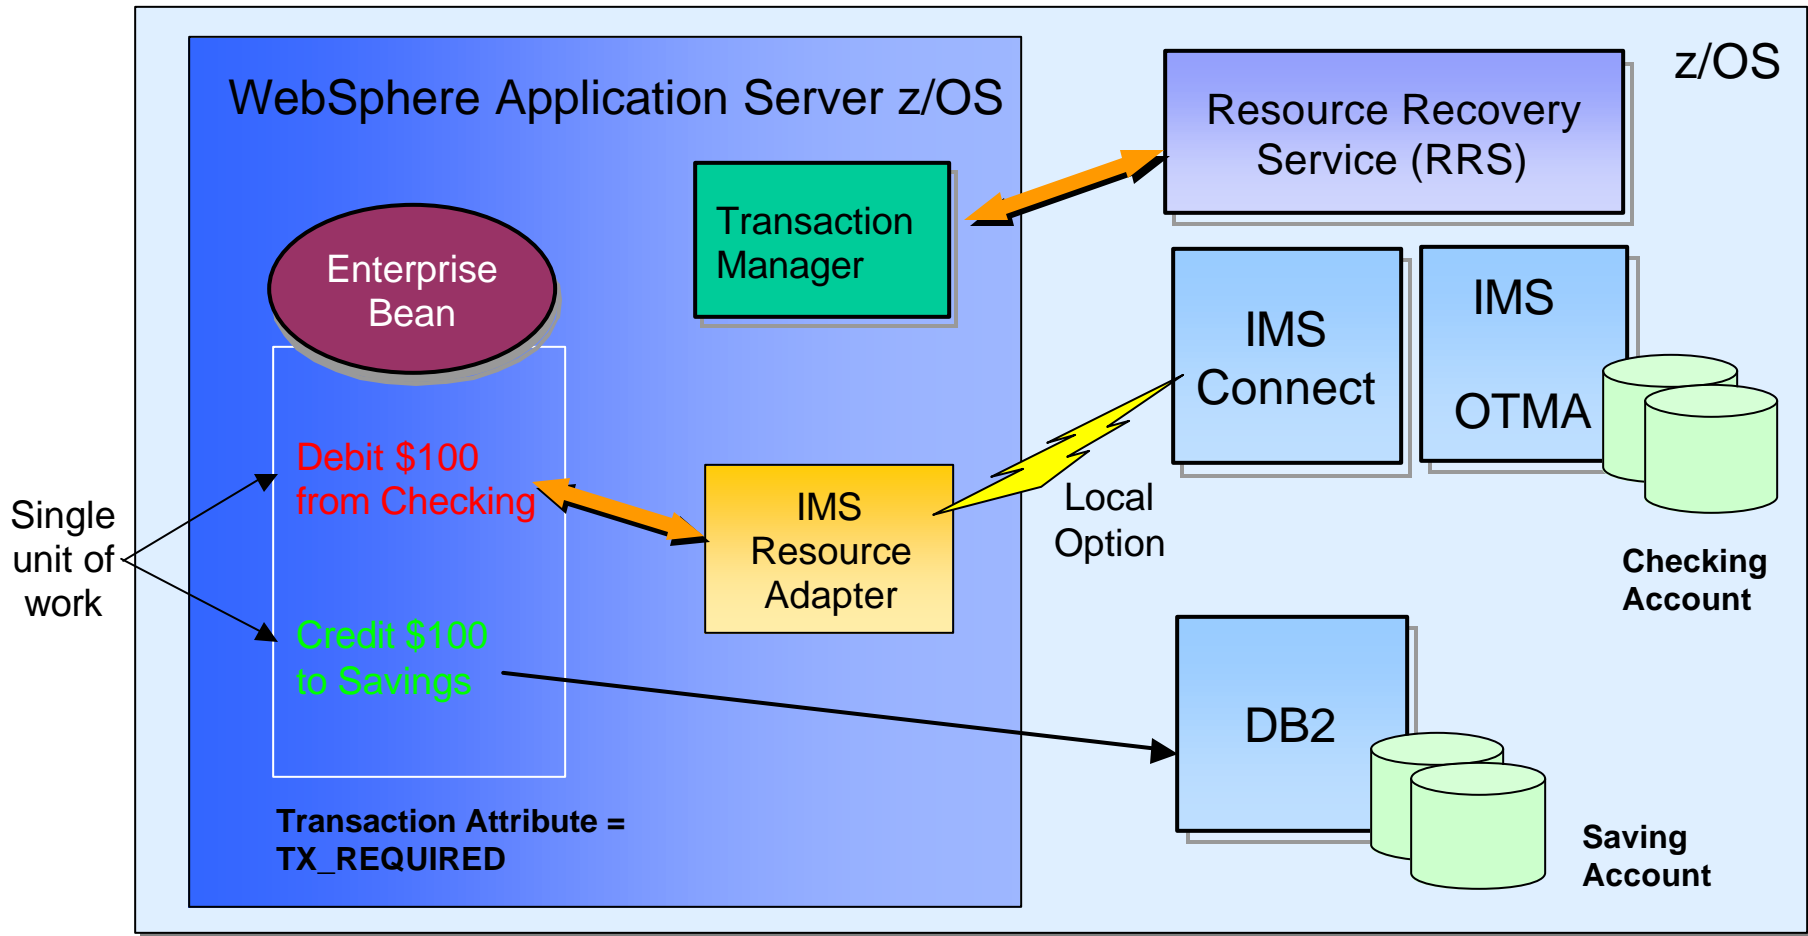 z/OS
WebSphere Application Server z/OS
Resource Recovery
Service (RRS)
Transaction
Manager
Enterprise
Bean
IMS
Connect
IMS
OTMA
Debit $100
from Checking
Single
unit of
work
IMS
Resource
Adapter
Local
Option
Checking
Account
Credit $100
to Savings
DB2
Transaction Attribute =
TX_REQUIRED
Saving
Account